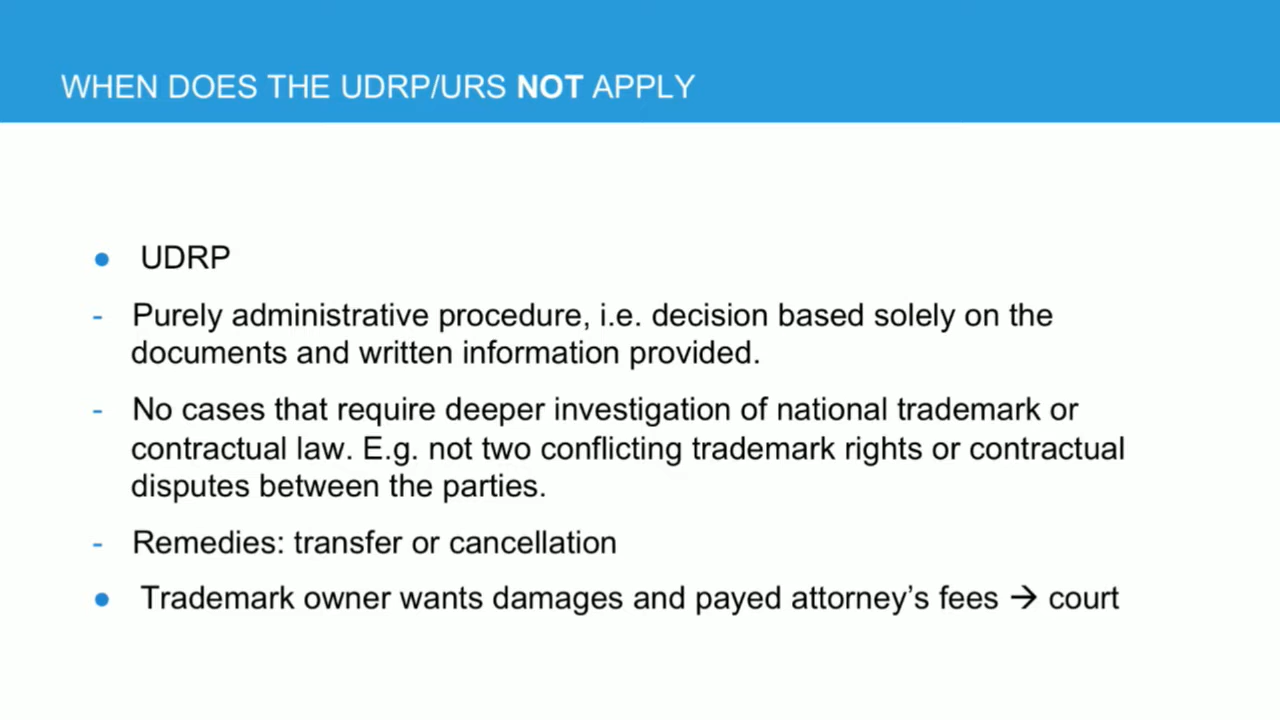 WHEN DOES THE UDRP/URS NOT APPLY
● UDRP
- Purely administrative procedure, i.e. decision based solely on the
documents and written information provided.
- No cases that require deeper investigation of national trademark or
contractual law. E.g. not two conflicting trademark rights or contractual
disputes between the parties.
- Remedies: transfer or cancellation
● Trademark owner wants damages and payed attorney’s fees → court